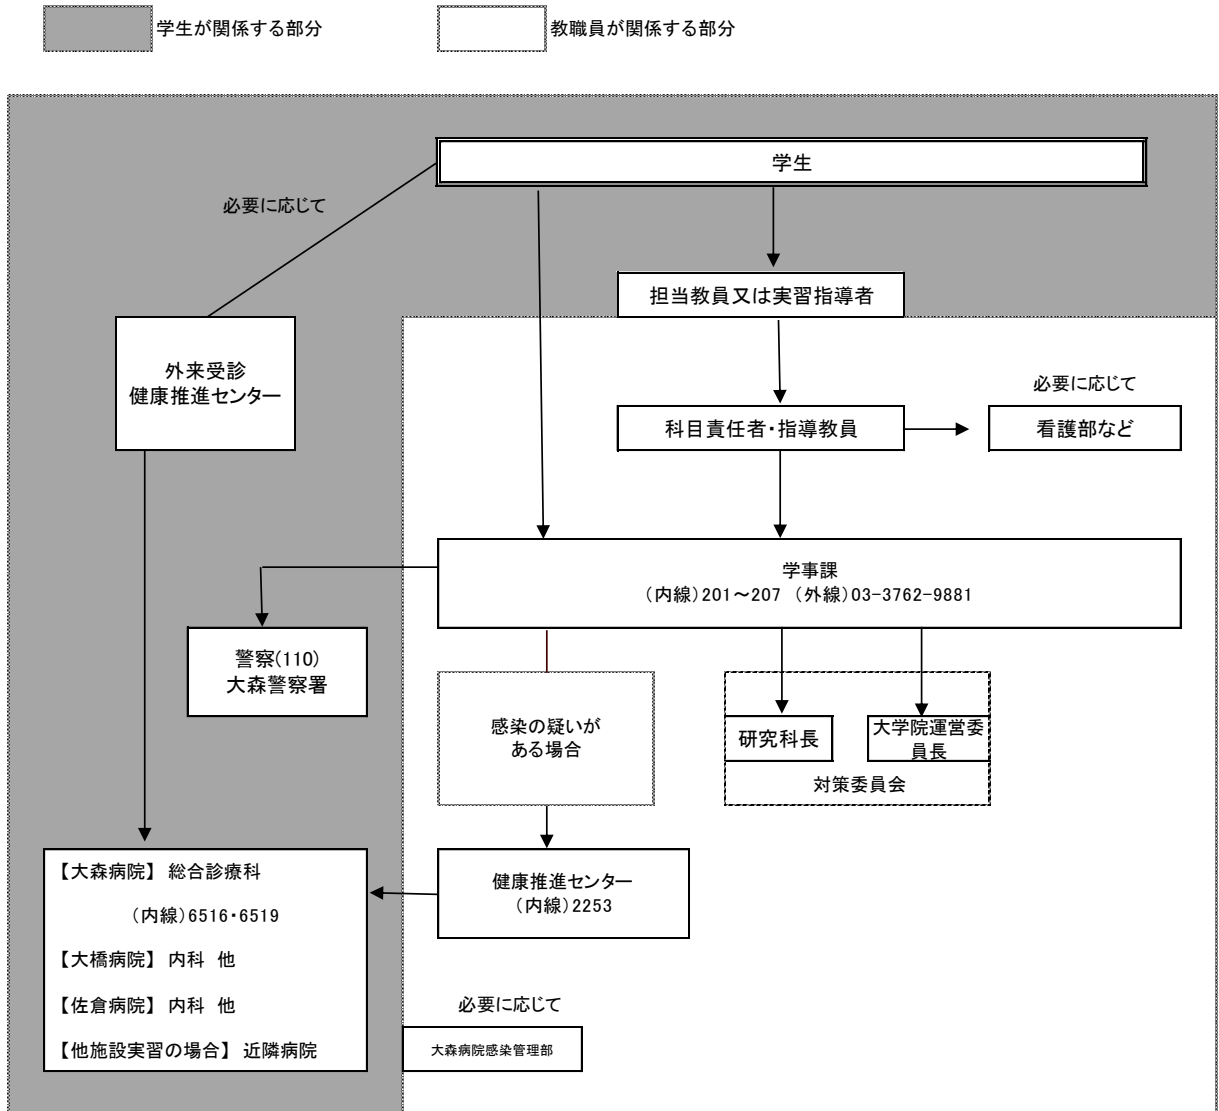 学生が関係する部分
教職員が関係する部分
学生
必要に応じて
担当教員又は実習指導者
外来受診
健康推進センター
必要に応じて
科目責任者・指導教員
看護部など
学事課
（内線）201～207 （外線）03-3762-9881
警察(110)
大森警察署
感染の疑いが
ある場合
研究科長
大学院運営委
員長
対策委員会
【大森病院】 総合診療科
（内線）6516・6519
【大橋病院】 内科 他
【佐倉病院】 内科 他
【他施設実習の場合】 近隣病院
健康推進センター
（内線）2253
必要に応じて
大森病院感染管理部